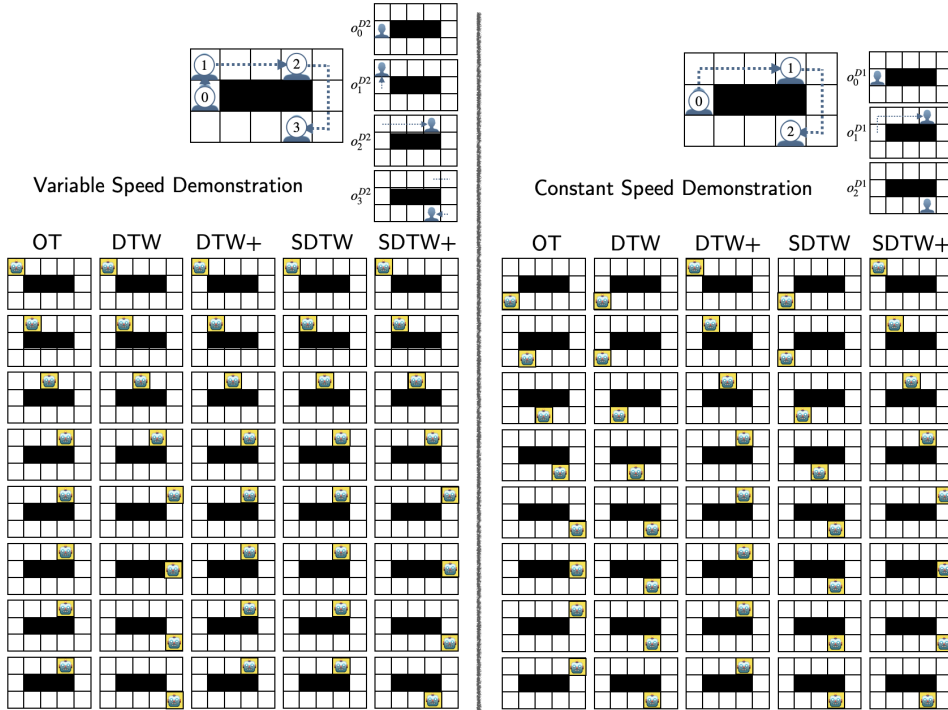 o_0^{D2}
1 2
0
3
o_1^{D2}
o_2^{D2}
o_3^{D2}
Variable Speed Demonstration
OT DTW DTW+ SDTW SDTW+
1
0
2
o_0^{D1}
o_1^{D1}
o_2^{D1}
Constant Speed Demonstration
OT DTW DTW+ SDTW SDTW+